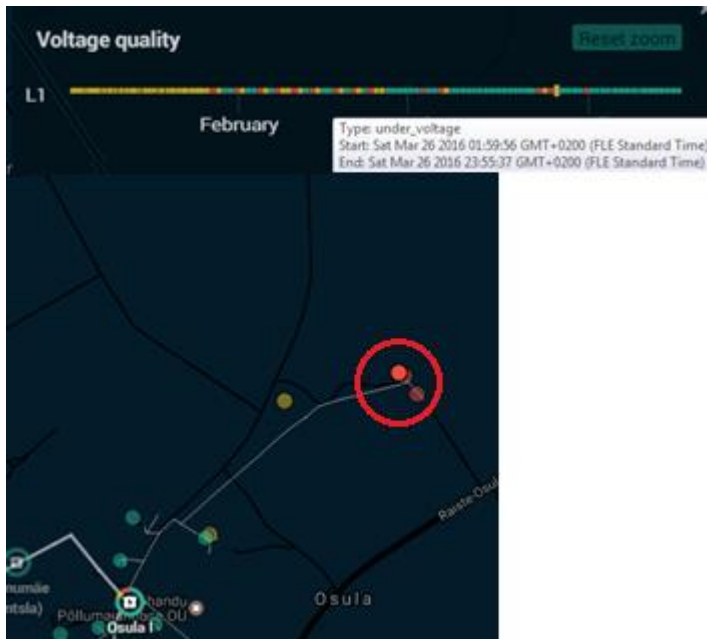 Voltage quality
Reset zoom
L1
February
Type: under_voltage
Start: Sat Mar 26 2016 01:59:56 GMT+0200 (FLE Standard Time)
End: Sat Mar 26 2016 23:55:37 GMT+0200 (FLE Standard Time)
Raiste-Osula
Osula
Osula I